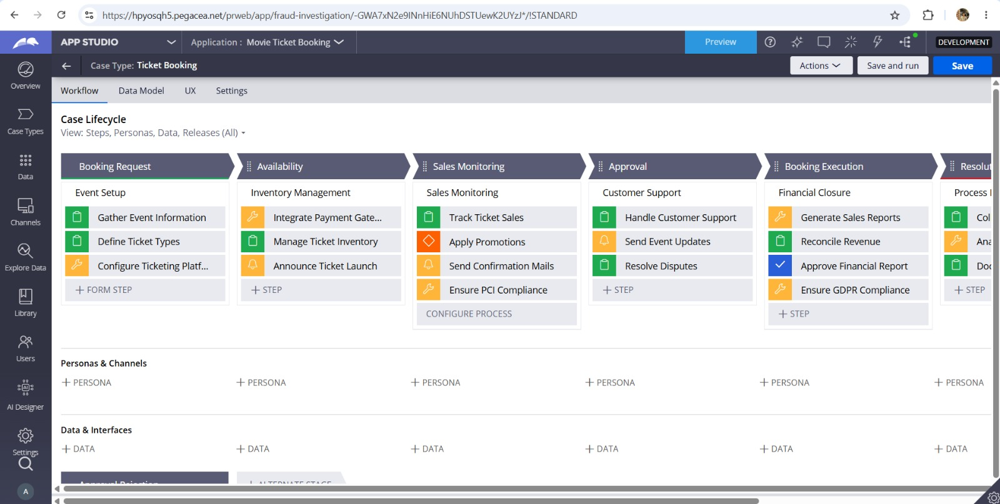 https://hpyosqh5.pegacea.net/prweb/app/fraud-investigation/-GWA7xN2e9INnHiE6NUhDSTUewK2UYzJ*/!STANDARD
APP STUDIO
Application : Movie Ticket Booking
Preview
DEVELOPMENT
Case Type: Ticket Booking
Actions
Save and run
Save
Overview
Case Types
Data
Channels
Explore Data
Library
Users
AI
AI Designer
Settings
A
Workflow
Data Model
UX
Settings
Case Lifecycle
View: Steps, Personas, Data, Releases (All)
Booking Request
Event Setup
Gather Event Information
Define Ticket Types
Configure Ticketing Platf...
+ FORM STEP
Availability
Inventory Management
Integrate Payment Gate...
Manage Ticket Inventory
Announce Ticket Launch
+ STEP
Sales Monitoring
Sales Monitoring
Track Ticket Sales
Apply Promotions
Send Confirmation Mails
Ensure PCI Compliance
CONFIGURE PROCESS
Approval
Customer Support
Handle Customer Support
Send Event Updates
Resolve Disputes
+ STEP
Booking Execution
Financial Closure
Generate Sales Reports
Reconcile Revenue
Approve Financial Report
Ensure GDPR Compliance
+ STEP
Resolut
Process
Col
Ana
Doc
+ STEP
Personas & Channels
+ PERSONA + PERSONA + PERSONA + PERSONA + PERSONA + PERSONA
Data & Interfaces
+ DATA + DATA + DATA + DATA + DATA + DATA
Approval Rejection
+ ALTERNATE STAGE